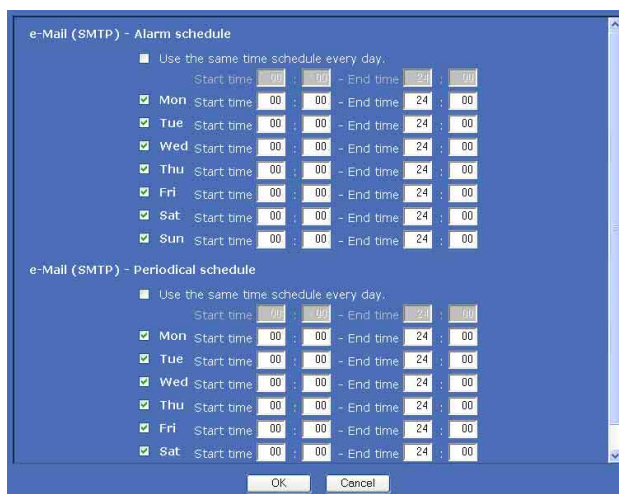 e-Mail (SMTP) - Alarm schedule
Use the same time schedule every day.
Start time 00 : 00 - End time 24 : 00
Mon Start time 00 : 00 - End time 24 : 00
Tue Start time 00 : 00 - End time 24 : 00
Wed Start time 00 : 00 - End time 24 : 00
Thu Start time 00 : 00 - End time 24 : 00
Fri Start time 00 : 00 - End time 24 : 00
Sat Start time 00 : 00 - End time 24 : 00
Sun Start time 00 : 00 - End time 24 : 00
e-Mail (SMTP) - Periodical schedule
Use the same time schedule every day.
Start time 00 : 00 - End time 24 : 00
Mon Start time 00 : 00 - End time 24 : 00
Tue Start time 00 : 00 - End time 24 : 00
Wed Start time 00 : 00 - End time 24 : 00
Thu Start time 00 : 00 - End time 24 : 00
Fri Start time 00 : 00 - End time 24 : 00
Sat Start time 00 : 00 - End time 24 : 00
OK Cancel